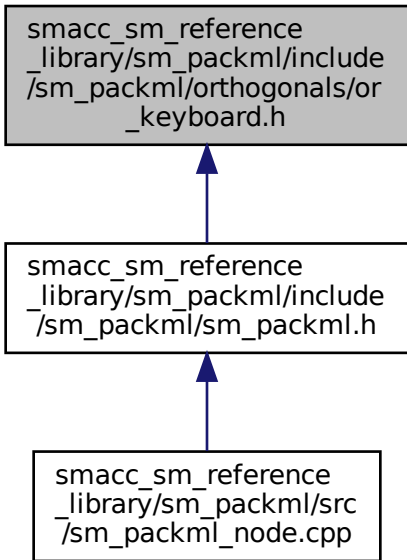 smacc_sm_reference
_library/sm_packml/include
/sm_packml/orthogonals/or
_keyboard.h
smacc_sm_reference
_library/sm_packml/include
/sm_packml/sm_packml.h
smacc_sm_reference
_library/sm_packml/src
/sm_packml_node.cpp